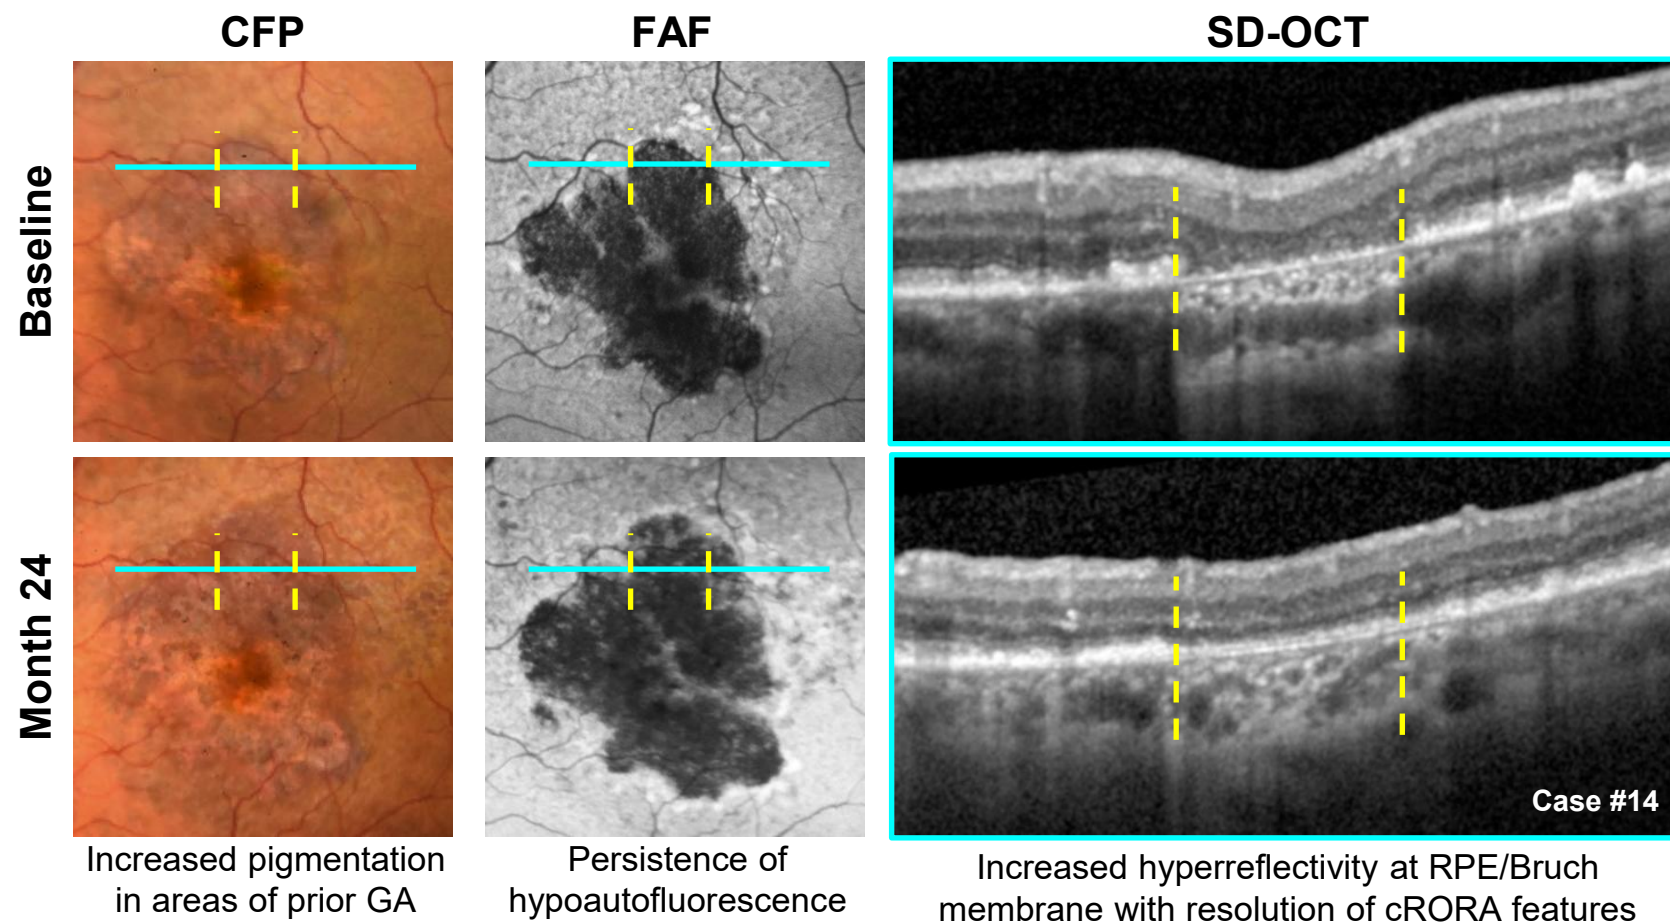 CFP
FAF
SD-OCT
Baseline
Month 24
Case #14
Increased pigmentation
in areas of prior GA
Persistence of
hypoautofluorescence
Increased hyperreflectivity at RPE/Bruch
membrane with resolution of cRORA features